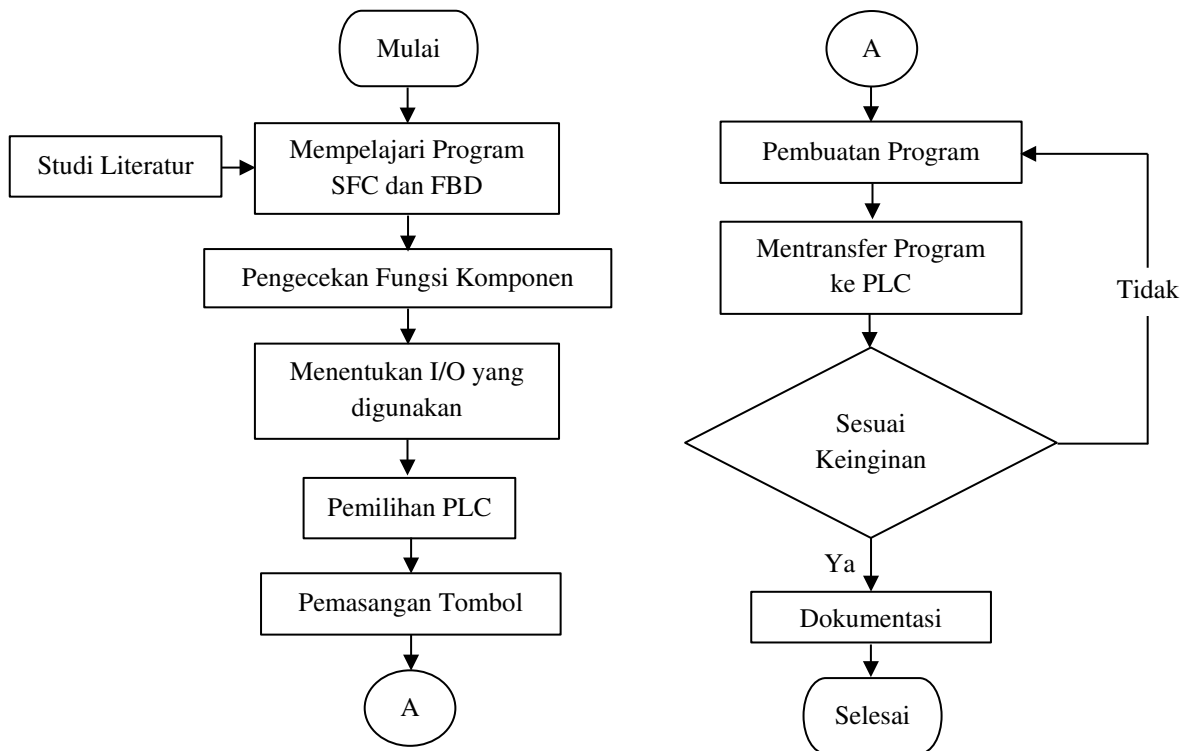 Mulai
Studi Literatur
Mempelajari Program
SFC dan FBD
Pengecekan Fungsi Komponen
Menentukan I/O yang
digunakan
Pemilihan PLC
Pemasangan Tombol
A
A
Pembuatan Program
Mentransfer Program
ke PLC
Tidak
Sesuai
Keinginan
Ya
Dokumentasi
Selesai